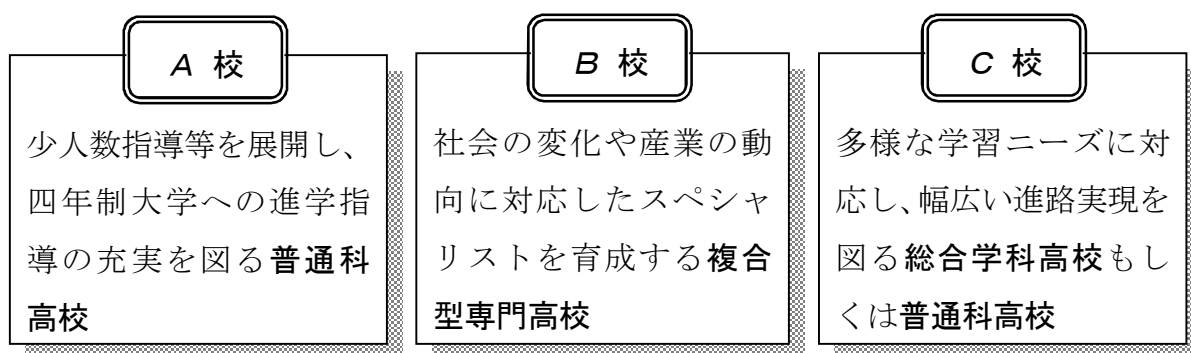 A 校
少人数指導等を展開し、
四年制大学への進学指
導の充実を図る普通科
高校
B 校
社会の変化や産業の動
向に対応したスペシャ
リストを育成する複合
型専門高校
C 校
多様な学習ニーズに対
応し、幅広い進路実現を
図る総合学科高校もし
くは普通科高校